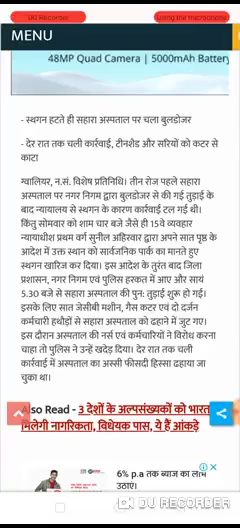 DU Recorder
Using the microphone
MENU
48MP Quad Camera | 5000mAh Battery
- स्थगन हटते ही सहारा अस्पताल पर चला बुलडोजर
- देर रात तक चली कार्रवाई, टीनशैड और सरियों को कटर से
काटा
ग्वालियर, न.सं. विशेष प्रतिनिधि। तीन रोज पहले सहारा
अस्पताल पर नगर निगम द्वारा बुलडोजर से की गई तुड़ाई के
बाद न्यायालय से स्थगन के कारण कार्रवाई टल गई थी।
किंतु सोमवार को शाम चार बजे जैसे ही 15वे व्यवहार
न्यायाधीश प्रथम वर्ग सुनील अहिरवार द्वारा अपने सात पृष्ठ के
आदेश में उक्त स्थान को सार्वजनिक पार्क का मानते हुए
स्थगन खारिज कर दिया। इस आदेश के तुरंत बाद जिला
प्रशासन, नगर निगम एवं पुलिस हरकत में आए और सायं
5.30 बजे से सहारा अस्पताल की पुन: तुड़ाई शुरू हो गई।
इसके लिए सात जेसीबी मशीन, गैस कटर एवं दो दर्जन
कर्मचारी हथौड़ों से सहारा अस्पताल को ढहाने में जुट गए।
इस दौरान अस्पताल की नर्स एवं कर्मचारियों ने विरोध करना
चाहा तो पुलिस ने उन्हें खदेड़ दिया। देर रात तक चली
कार्रवाई में अस्पताल का अस्सी फीसदी हिस्सा ढहाया जा
चुका था।
Also Read - 3 देशों के अल्पसंख्यकों को भारत
मिलेगी नागरिकता, विधेयक पास, ये हैं आंकड़े
6% p.a तक ब्याज का लाभ
उठाएं।
DU RECORDER